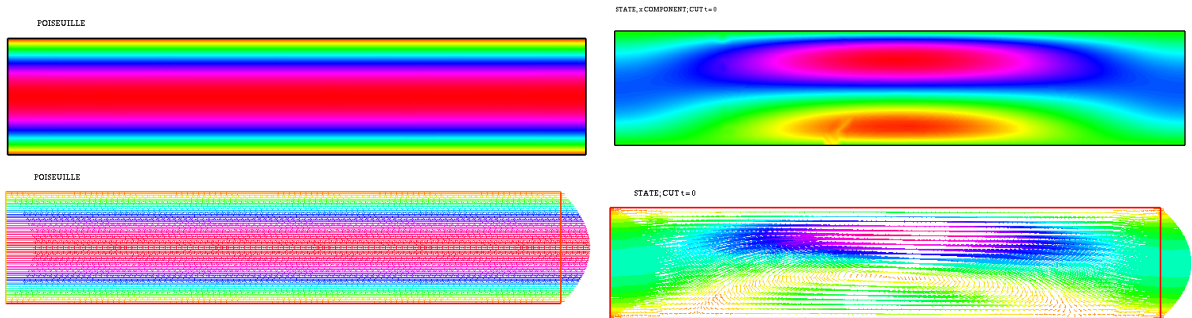 POISEUILLE
STATE, x COMPONENT; CUT t = 0
POISEUILLE
STATE; CUT t = 0